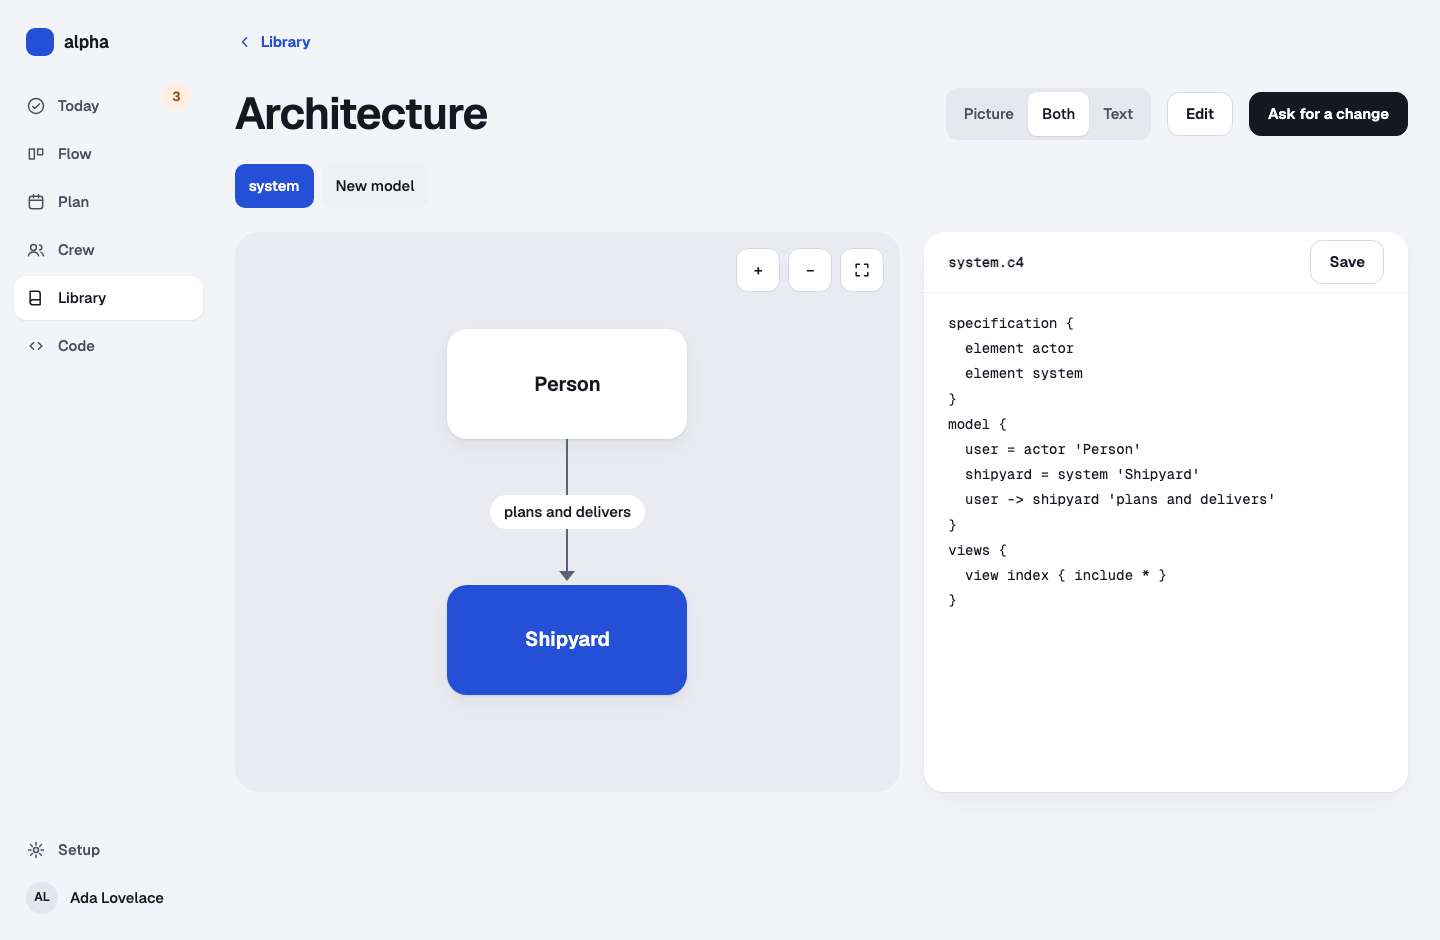 alpha
Library
Today
3
Flow
Plan
Crew
Library
Code
Setup
AL
Ada Lovelace
Architecture
Picture
Both
Text
Edit
Ask for a change
system
New model
+
−
Person
plans and delivers
Shipyard
system.c4
Save
specification {
  element actor
  element system
}
model {
  user = actor 'Person'
  shipyard = system 'Shipyard'
  user -> shipyard 'plans and delivers'
}
views {
  view index { include * }
}